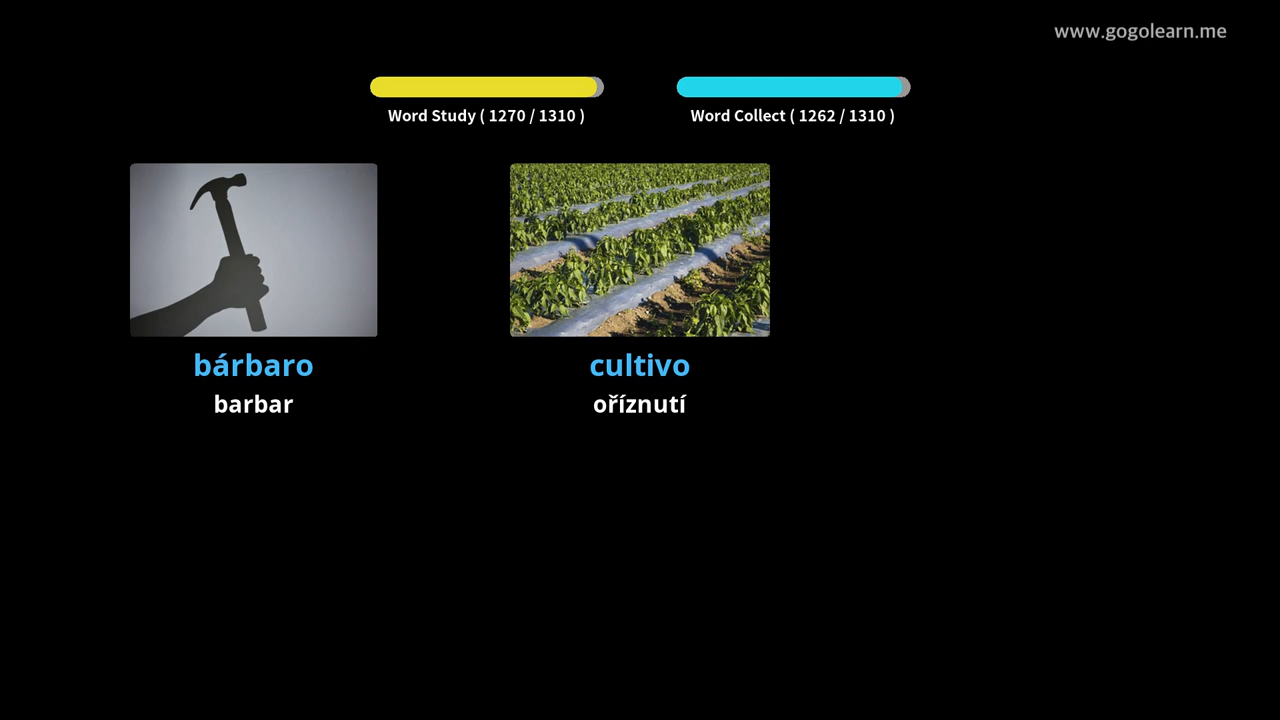 www.gogolearn.me
Word Study ( 1270 / 1310 )
Word Collect ( 1262 / 1310 )
bárbaro
barbar
cultivo
oříznutí